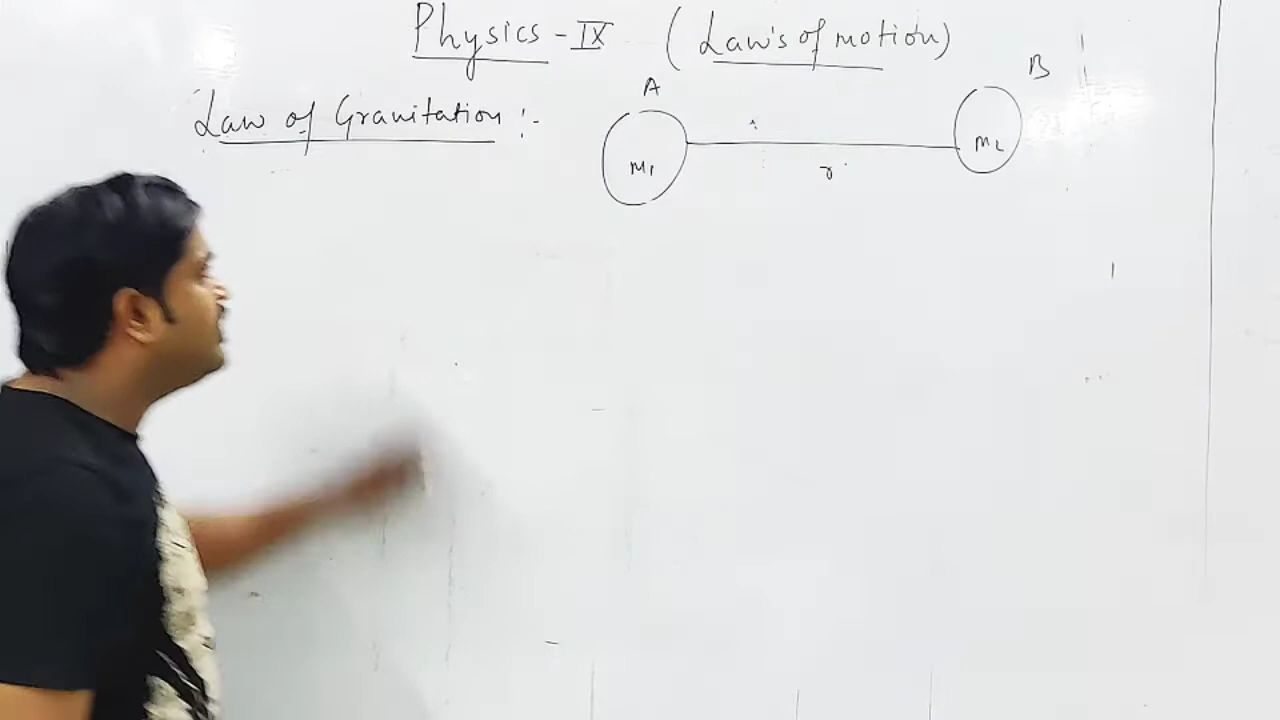 Physics - IX (Law's of motion)
Law of Gravitation :-
A
B
M1
M2
r